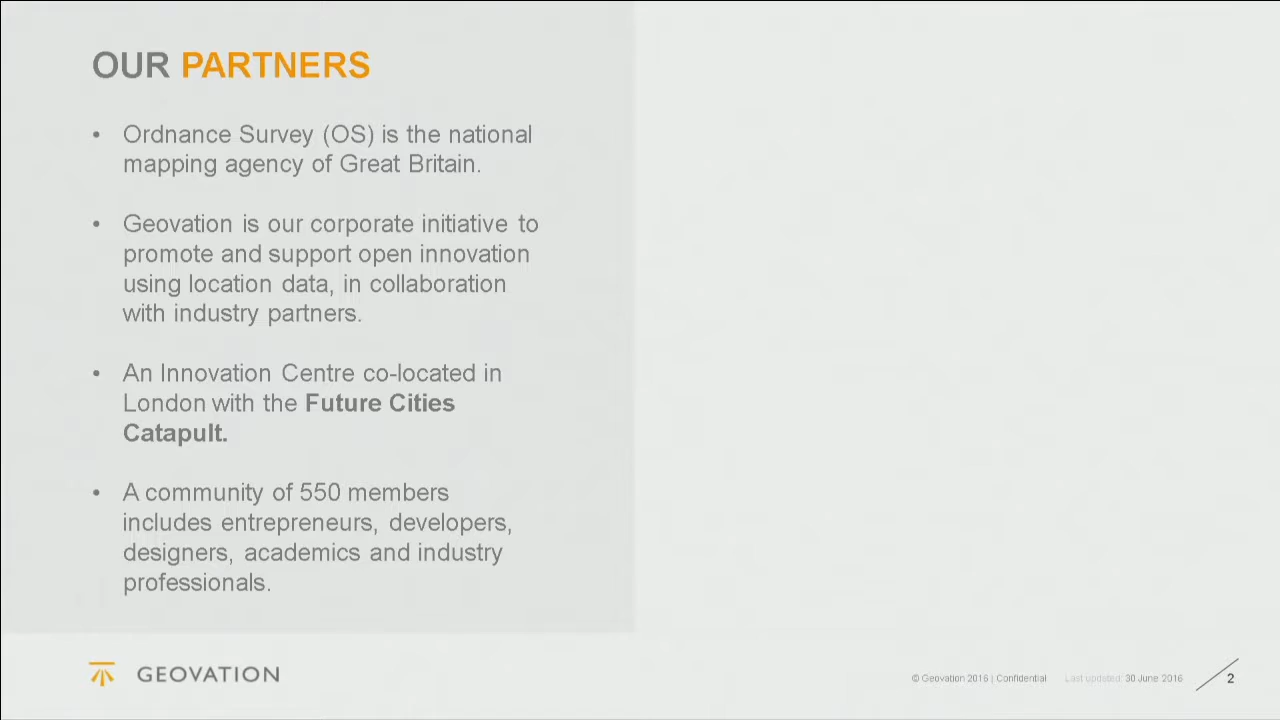 OUR PARTNERS
• Ordnance Survey (OS) is the national
mapping agency of Great Britain.
• Geovation is our corporate initiative to
promote and support open innovation
using location data, in collaboration
with industry partners.
• An Innovation Centre co-located in
London with the Future Cities
Catapult.
• A community of 550 members
includes entrepreneurs, developers,
designers, academics and industry
professionals.
GEOVATION
© Geovation 2016 | Confidential Last updated: 30 June 2016 2